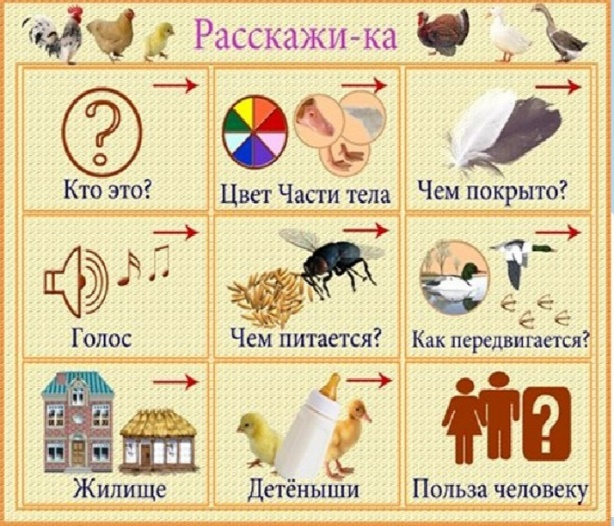 Расскажи-ка
Кто это?
Цвет Части тела
Чем покрыто?
Голос
Чем питается?
Как передвигается?
Жилище
Детёныши
Польза человеку